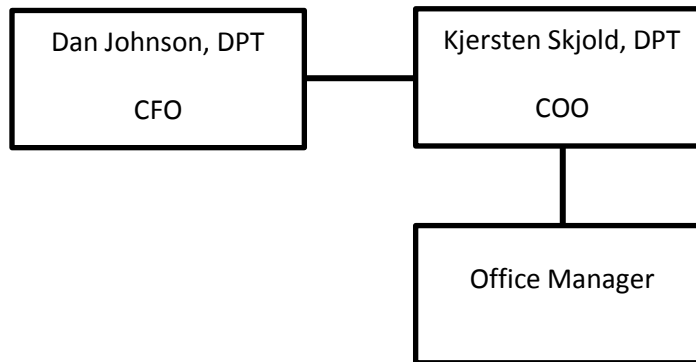 Dan Johnson, DPT
CFO
Kjersten Skjold, DPT
COO
Office Manager